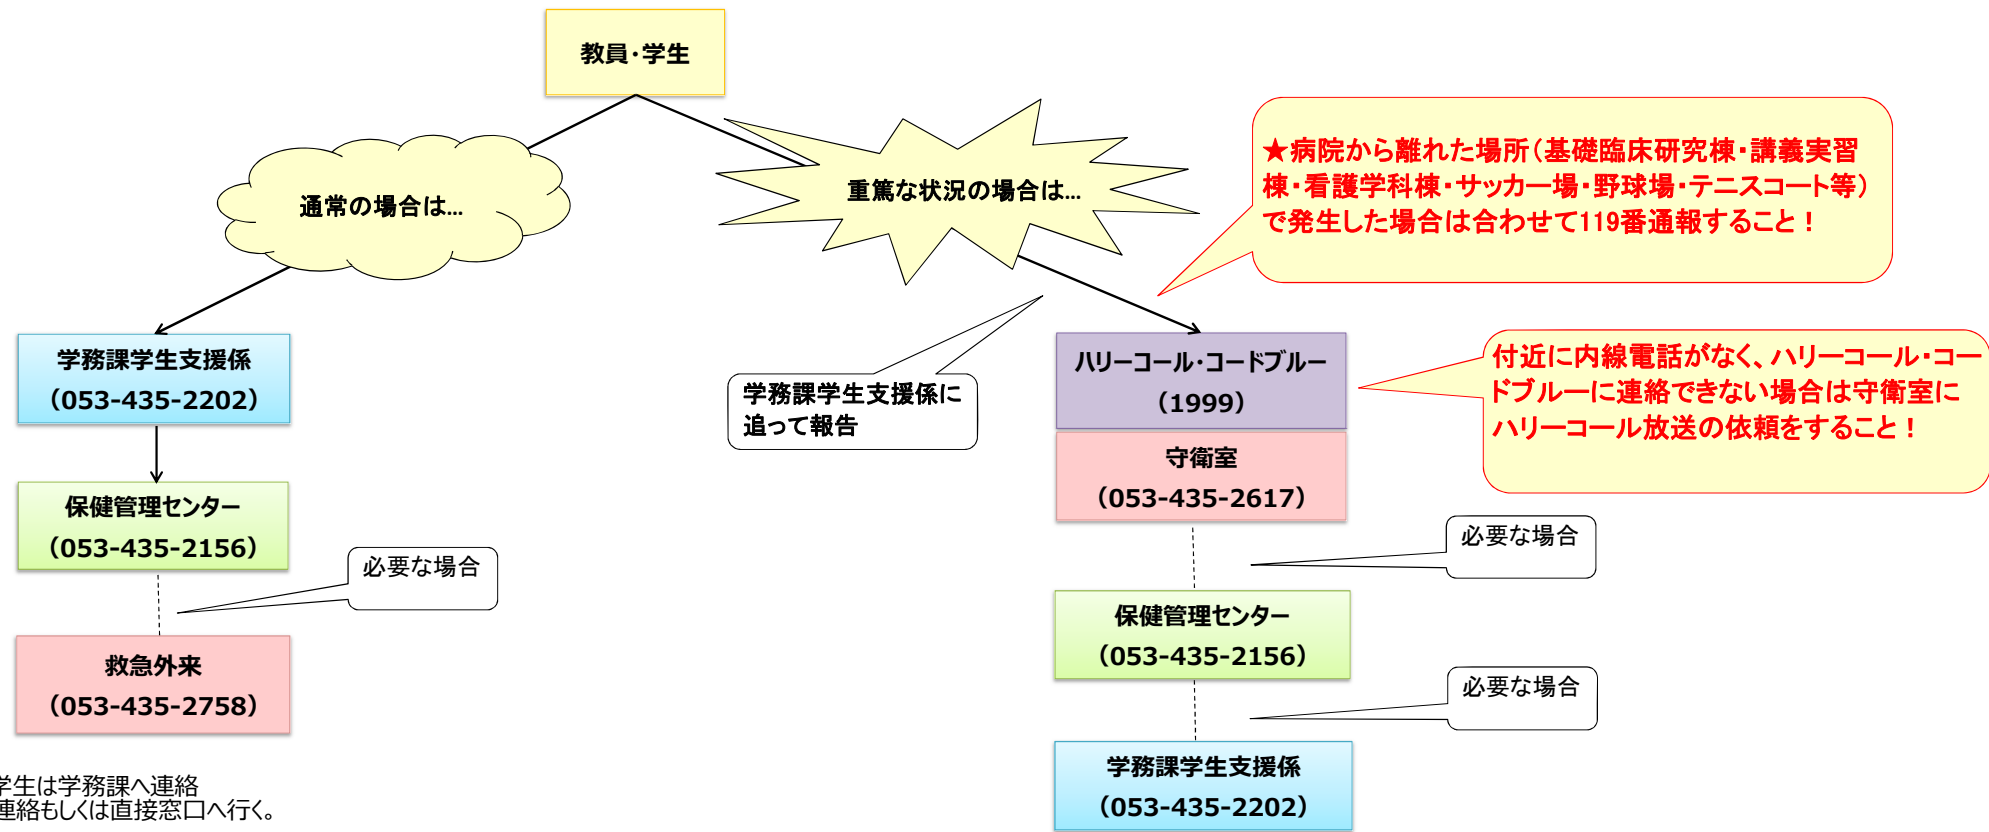 教員・学生
通常の場合は...
重篤な状況の場合は...
★病院から離れた場所（基礎臨床研究棟・講義実習
棟・看護学科棟・サッカー場・野球場・テニスコート等）
で発生した場合は合わせて119番通報すること！
学務課学生支援係
（053-435-2202）
保健管理センター
（053-435-2156）
必要な場合
救急外来
（053-435-2758）
学務課学生支援係に
追って報告
ハリーコール・コードブルー
（1999）
守衛室
（053-435-2617）
付近に内線電話がなく、ハリーコール・コー
ドブルーに連絡できない場合は守衛室に
ハリーコール放送の依頼をすること！
必要な場合
保健管理センター
（053-435-2156）
必要な場合
学務課学生支援係
（053-435-2202）
学生は学務課へ連絡
連絡もしくは直接窓口へ行く。